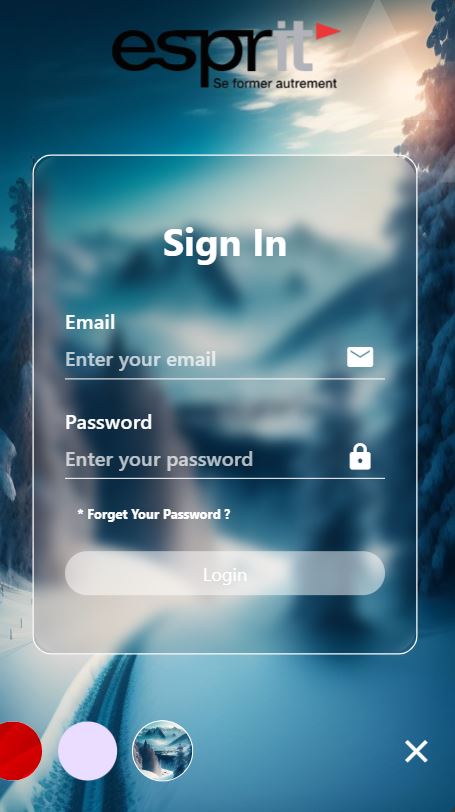 esprit
Se former autrement
Sign In
Email
Enter your email
Password
Enter your password
* Forget Your Password ?
Login